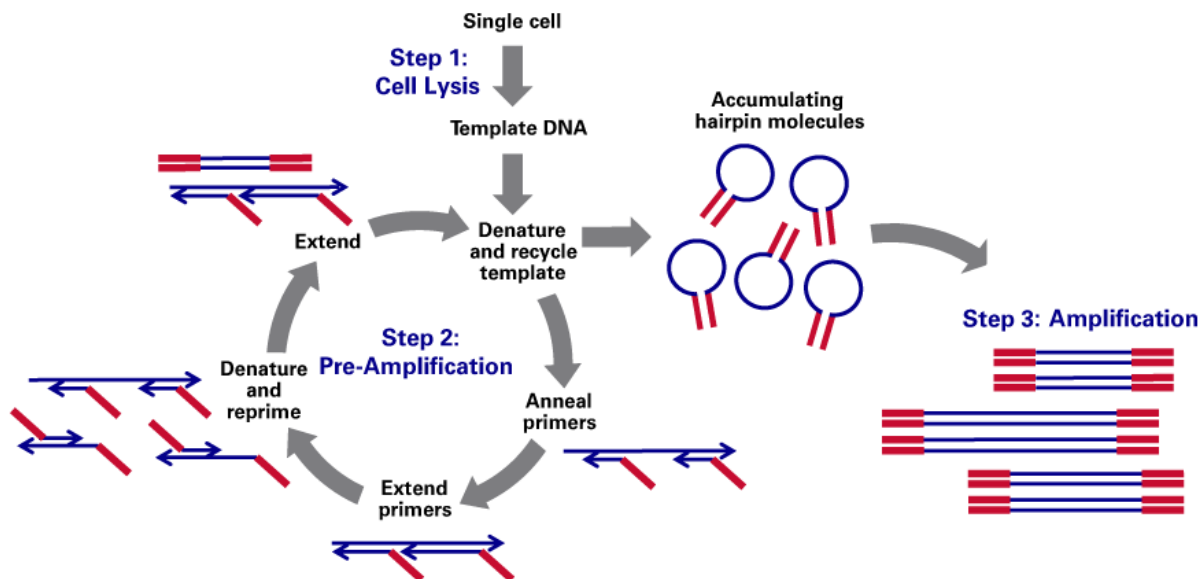 Single cell
Step 1:
Cell Lysis
Template DNA
Accumulating
hairpin molecules
Denature
and recycle
template
Extend
Step 2:
Pre-Amplification
Step 3: Amplification
Denature
and
reprime
Anneal
primers
Extend
primers